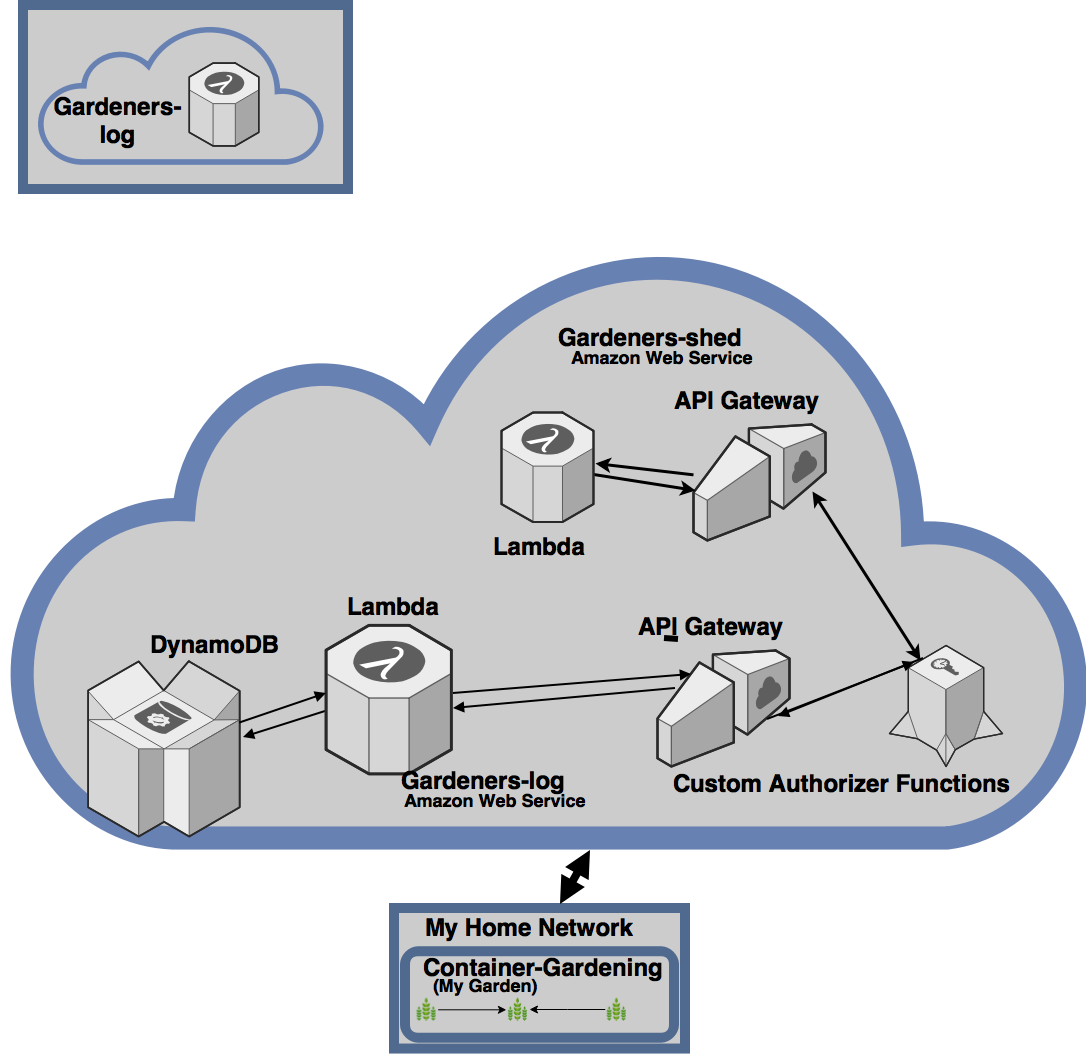 Gardeners-
log
Gardeners-shed
Amazon Web Service
API Gateway
Lambda
Lambda
API Gateway
DynamoDB
Gardeners-log
Amazon Web Service
Custom Authorizer Functions
My Home Network
Container-Gardening
(My Garden)